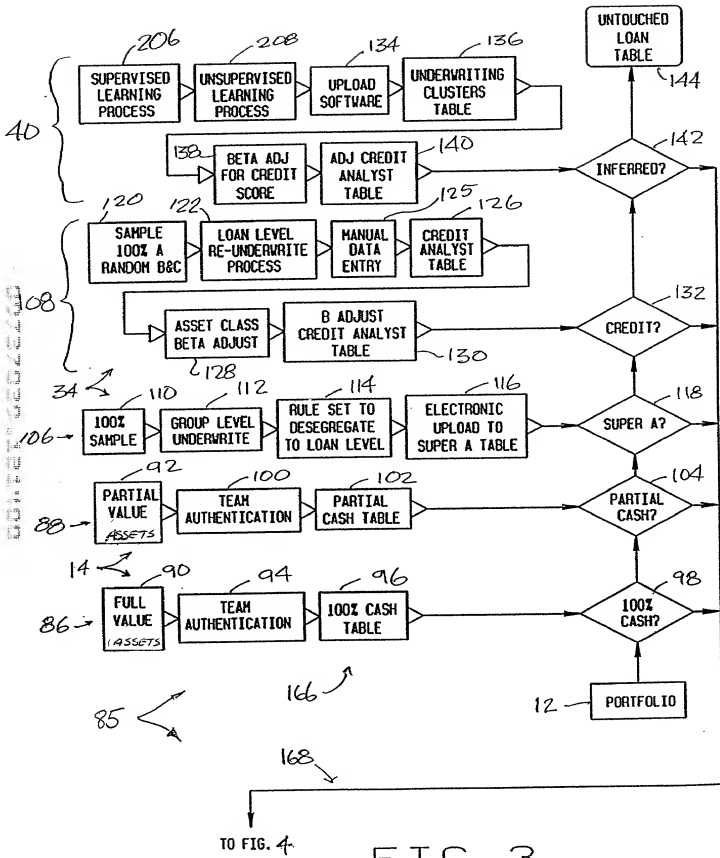 206
208
134
136
UNTOUCHED
LOAN
TABLE
144
SUPERVISED
LEARNING
PROCESS
UNSUPERVISED
LEARNING
PROCESS
UPLOAD
SOFTWARE
UNDERWRITING
CLUSTERS
TABLE
40
138
BETA ADJ
FOR CREDIT
SCORE
ADJ CREDIT
ANALYST
TABLE
140
142
INFERRED?
120
122
125
126
SAMPLE
100% A
RANDOM B&C
LOAN LEVEL
RE-UNDERWRITE
PROCESS
MANUAL
DATA
ENTRY
CREDIT
ANALYST
TABLE
108
132
CREDIT?
ASSET CLASS
BETA ADJUST
128
B ADJUST
CREDIT ANALYST
TABLE
130
34
110
112
114
116
118
106
100%
SAMPLE
GROUP LEVEL
UNDERWRITE
RULE SET TO
DESEGREGATE
TO LOAN LEVEL
ELECTRONIC
UPLOAD TO
SUPER A TABLE
SUPER A?
92
100
102
104
88
PARTIAL
VALUE
ASSETS
TEAM
AUTHENTICATION
PARTIAL
CASH TABLE
PARTIAL
CASH?
14
90
94
96
98
86
FULL
VALUE
ASSETS
TEAM
AUTHENTICATION
100% CASH
TABLE
100%
CASH?
166
12
PORTFOLIO
85
168
TO FIG. 4
FIG. 3